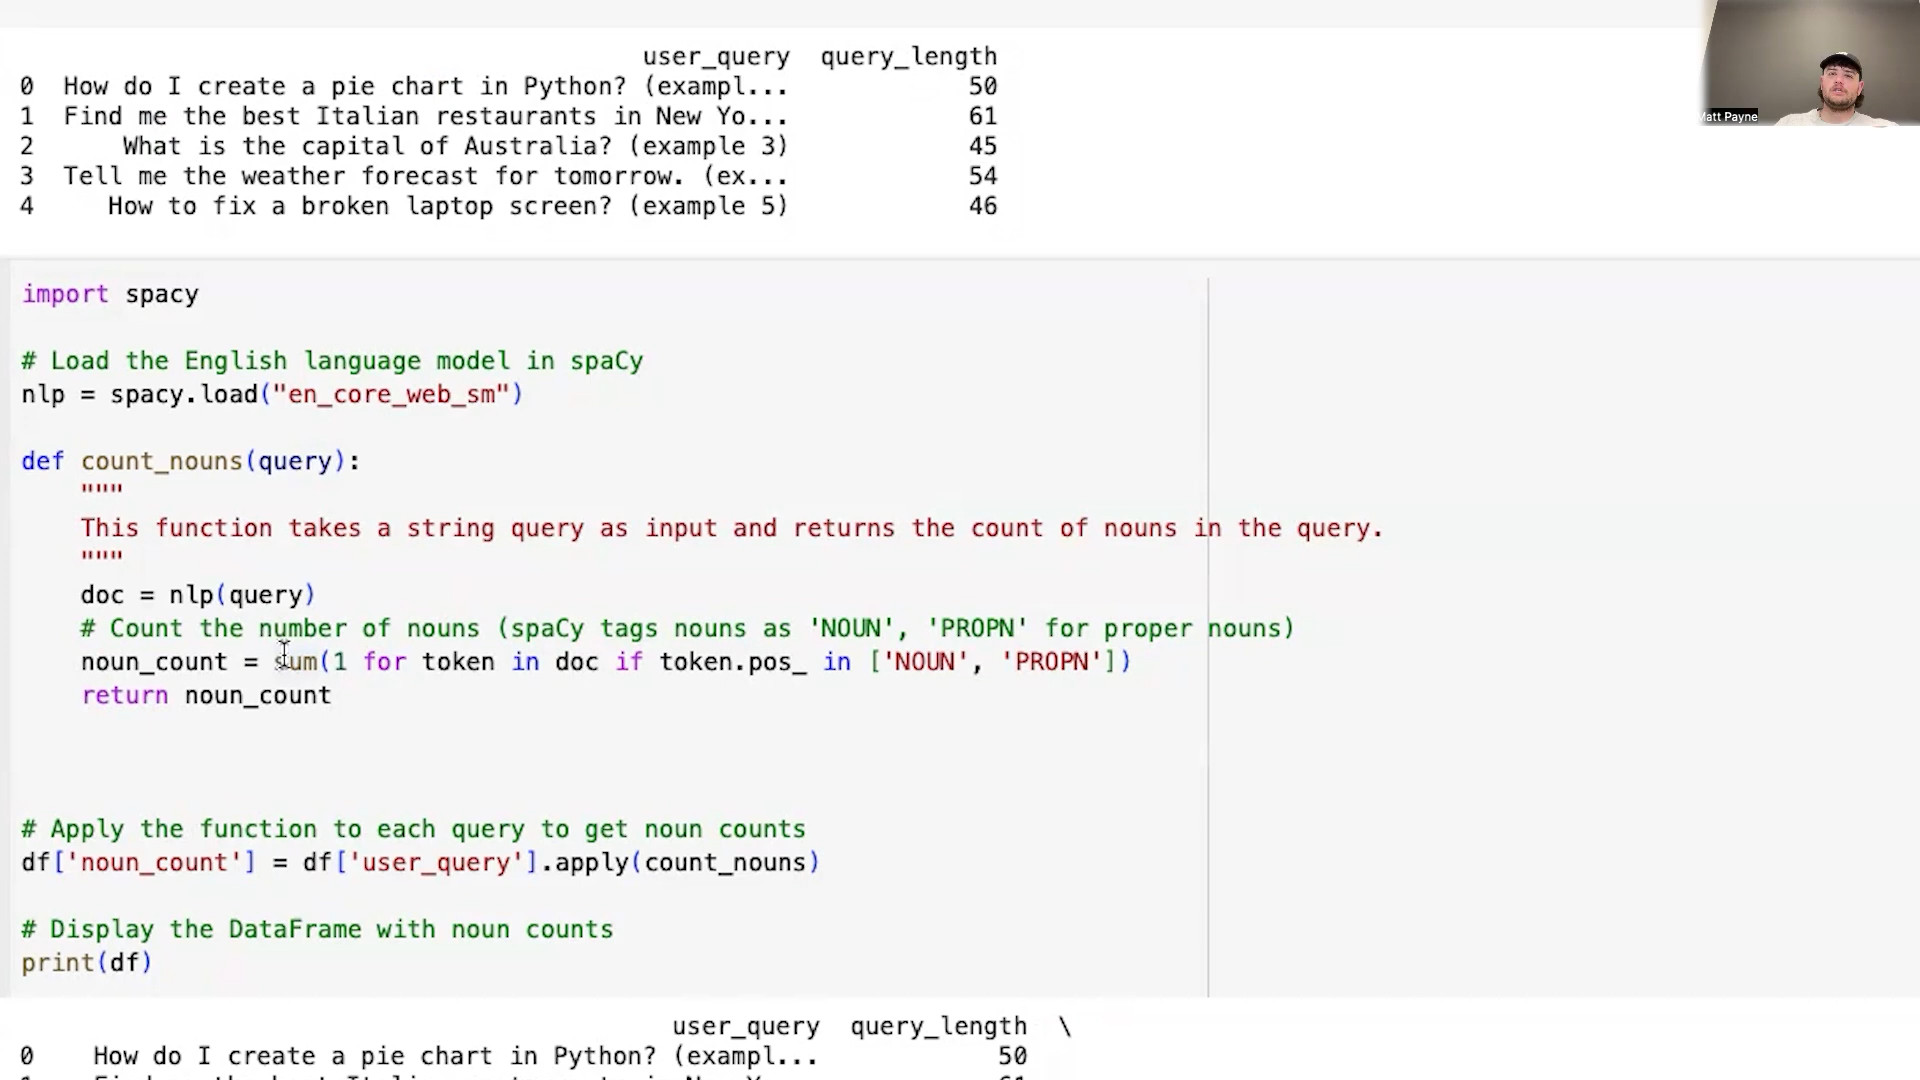 user_query query_length
0 How do I create a pie chart in Python? (exampl... 50
1 Find me the best Italian restaurants in New Yo... 61
2 What is the capital of Australia? (example 3) 45
3 Tell me the weather forecast for tomorrow. (ex... 54
4 How to fix a broken laptop screen? (example 5) 46
Matt Payne
import spacy
# Load the English language model in spaCy
nlp = spacy.load("en_core_web_sm")
def count_nouns(query):
"""
This function takes a string query as input and returns the count of nouns in the query.
"""
doc = nlp(query)
# Count the number of nouns (spaCy tags nouns as 'NOUN', 'PROPN' for proper nouns)
noun_count = sum(1 for token in doc if token.pos_ in ['NOUN', 'PROPN'])
return noun_count
# Apply the function to each query to get noun counts
df['noun_count'] = df['user_query'].apply(count_nouns)
# Display the DataFrame with noun counts
print(df)
user_query query_length \
0 How do I create a pie chart in Python? (exampl... 50